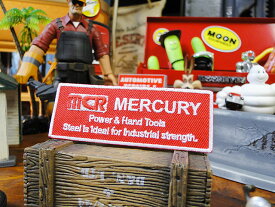 MOON
AUTOMOTIVE
MCR MERCURY
Power & Hand Tools
Steel is Ideal for Industrial strength.